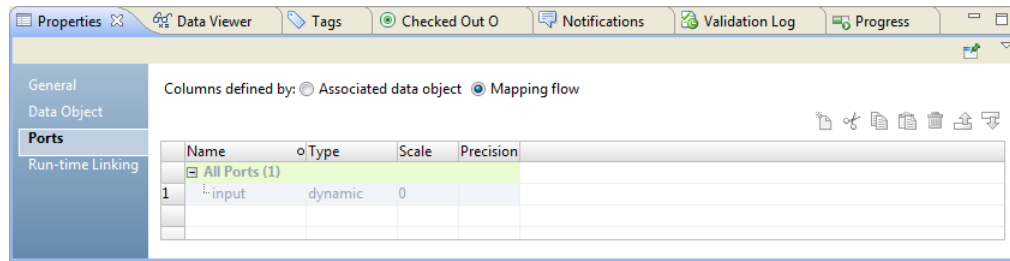 Properties Data Viewer Tags Checked Out O Notifications Validation Log Progress
General
Data Object
Ports
Run-time Linking
Columns defined by: Associated data object Mapping flow
Name Type Scale Precision
All Ports (1)
1 input dynamic 0